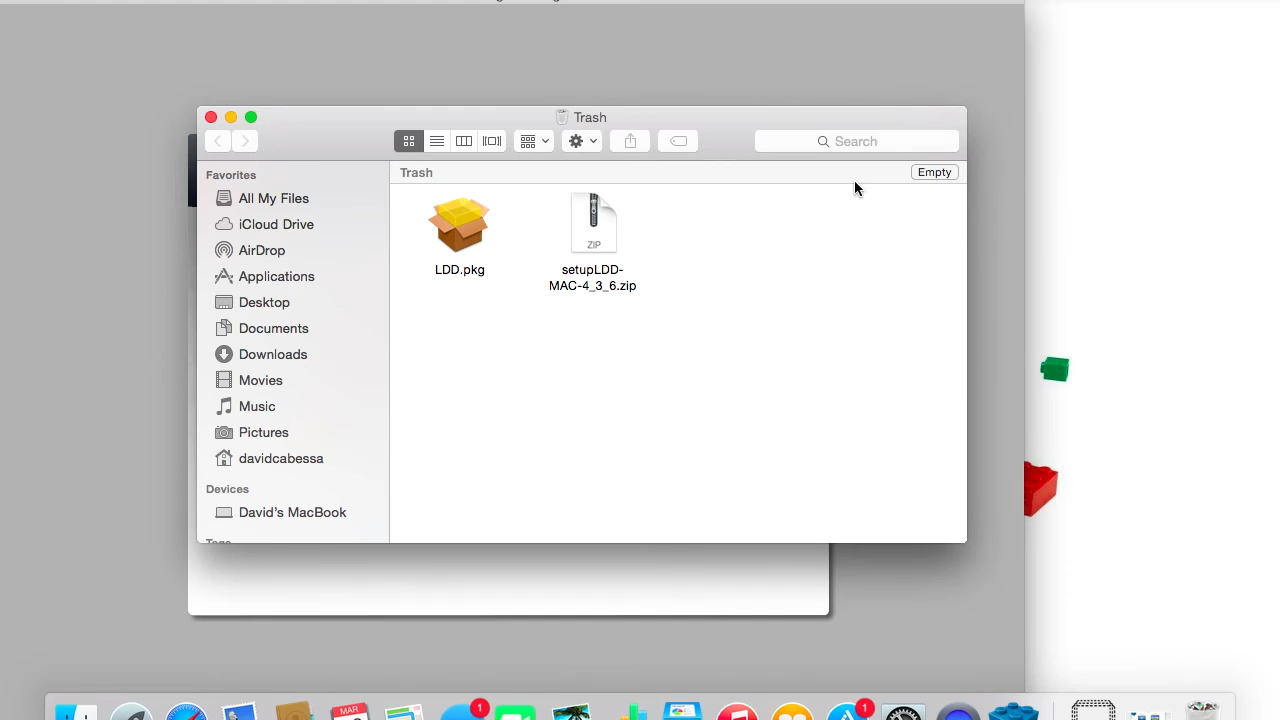 Trash
Search
Favorites
All My Files
iCloud Drive
AirDrop
Applications
Desktop
Documents
Downloads
Movies
Music
Pictures
davidcabessa
Devices
David's MacBook
Trash
Empty
ZIP
LDD.pkg
setupLDD-
MAC-4_3_6.zip
1
MAR
1